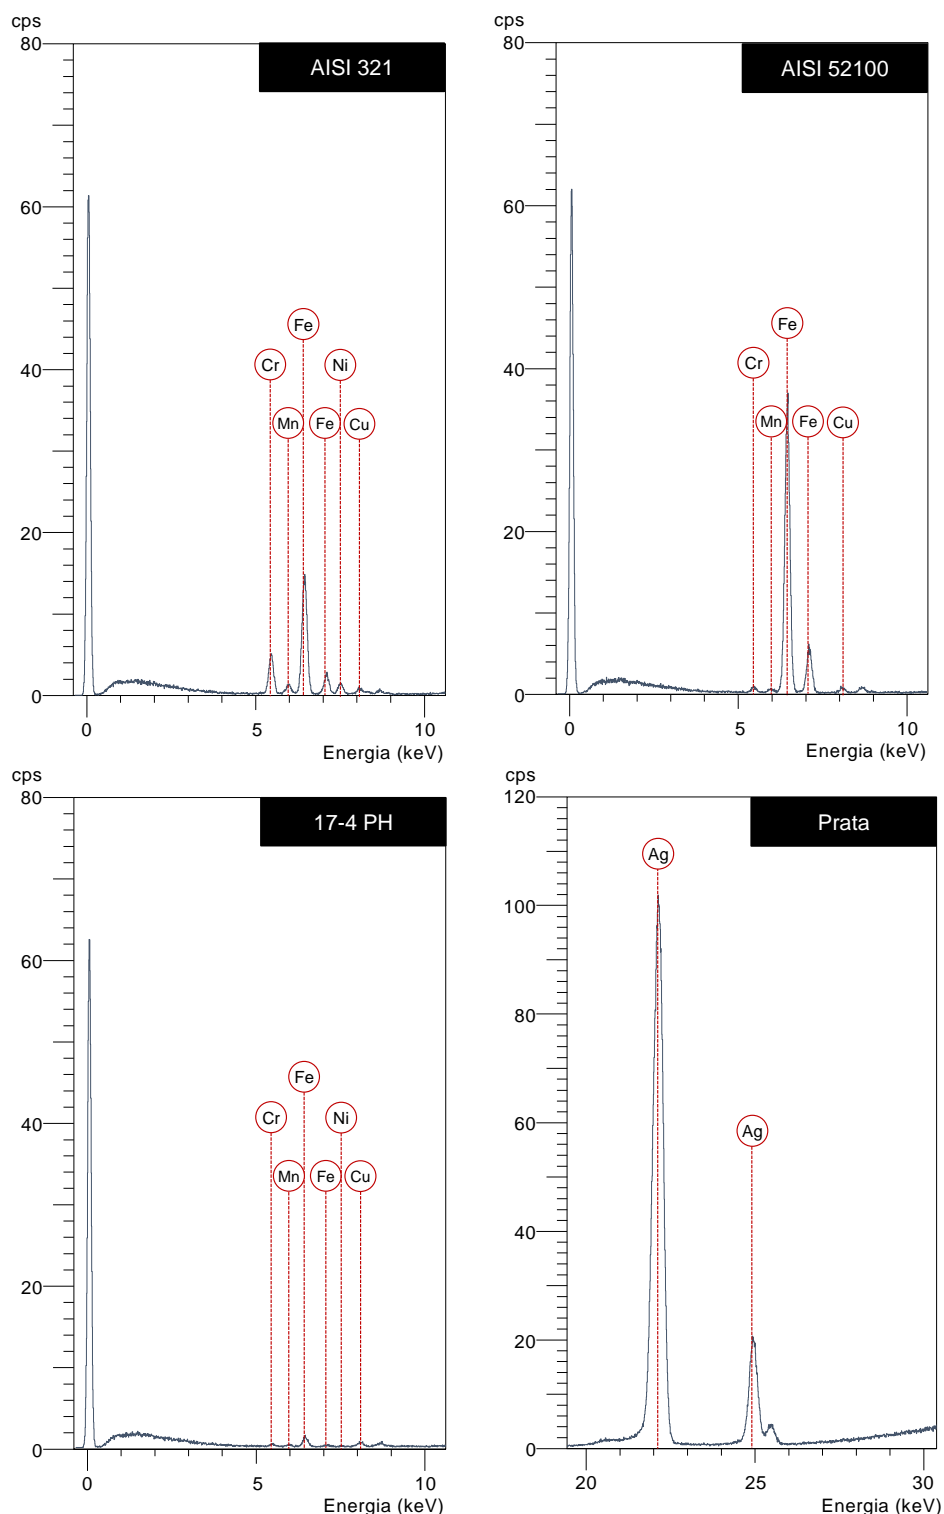 cps
80
60
40
20
0
AISI 321
Fe
Cr
Ni
Mn
Fe
Cu
0
5
10
Energia (keV)
cps
80
60
40
20
0
AISI 52100
Fe
Cr
Mn
Fe
Cu
0
5
10
Energia (keV)
cps
80
60
40
20
0
17-4 PH
Fe
Cr
Ni
Mn
Fe
Cu
0
5
10
Energia (keV)
cps
120
100
80
60
40
20
0
Prata
Ag
Ag
20
25
30
Energia (keV)